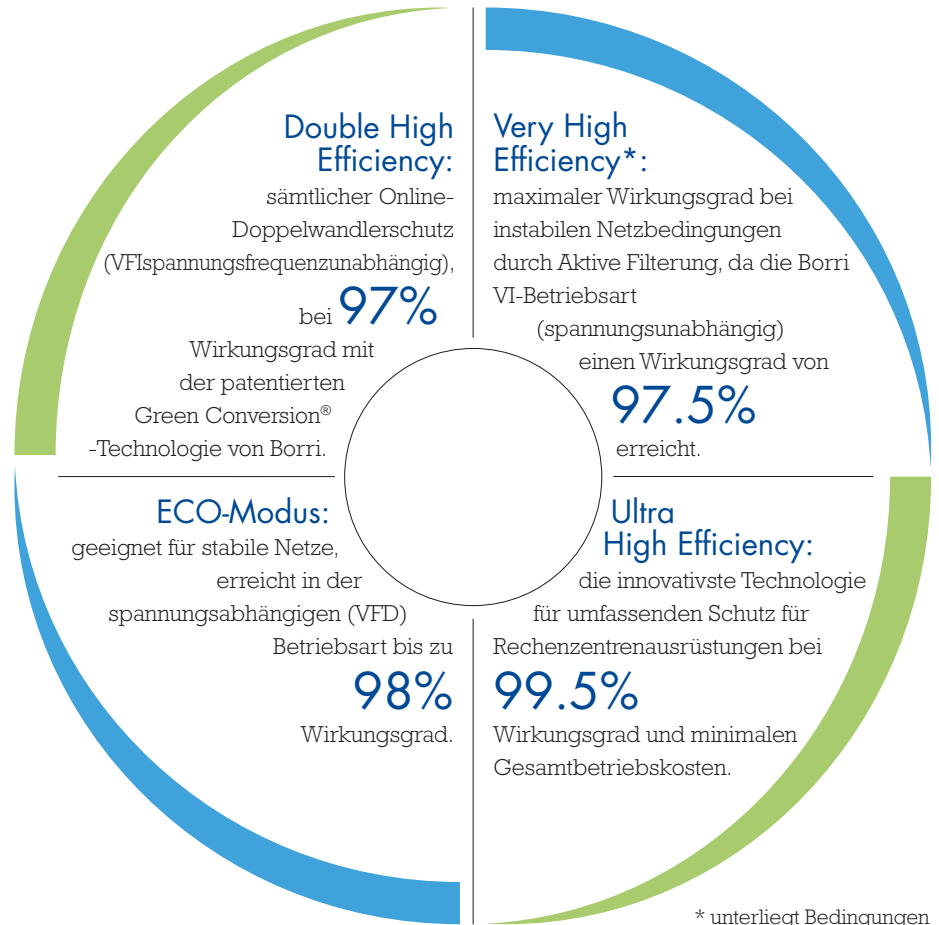 Double High
Efficiency:
sämtlicher Online-
Doppelwandlerschutz
(VFIspannungsfrequenzunabhängig),
bei 97%
Wirkungsgrad mit
der patentierten
Green Conversion®
-Technologie von Borri.
Very High
Efficiency*:
maximaler Wirkungsgrad bei
instabilen Netzbedingungen
durch Aktive Filterung, da die Borri
VI-Betriebsart
(spannungsunabhängig)
einen Wirkungsgrad von
97.5%
erreicht.
ECO-Modus:
geeignet für stabile Netze,
erreicht in der
spannungsabhängigen (VFD)
Betriebsart bis zu
98%
Wirkungsgrad.
Ultra
High Efficiency:
die innovativste Technologie
für umfassenden Schutz für
Rechenzentrenausrüstungen bei
99.5%
Wirkungsgrad und minimalen
Gesamtbetriebskosten.
* unterliegt Bedingungen